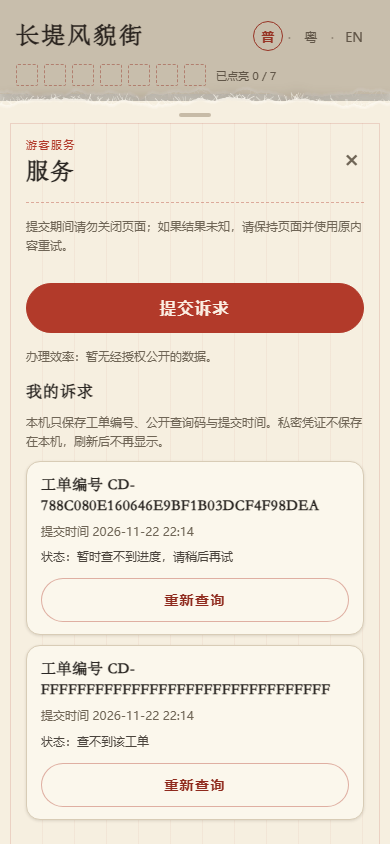 长堤风貌街
普 · 粤 · EN
已点亮 0 / 7
游客服务
服务
×
提交期间请勿关闭页面；如果结果未知，请保持页面并使用原内
容重试。
提交诉求
办理效率：暂无经授权公开的数据。
我的诉求
本机只保存工单编号、公开查询码与提交时间。私密凭证不保存
在本机，刷新后不再显示。
工单编号 CD-
788C080E160646E9BF1B03DCF4F98DEA
提交时间 2026-11-22 22:14
状态：暂时查不到进度，请稍后再试
重新查询
工单编号 CD-
FFFFFFFFFFFFFFFFFFFFFFFFFFFFFFFF
提交时间 2026-11-22 22:14
状态：查不到该工单
重新查询